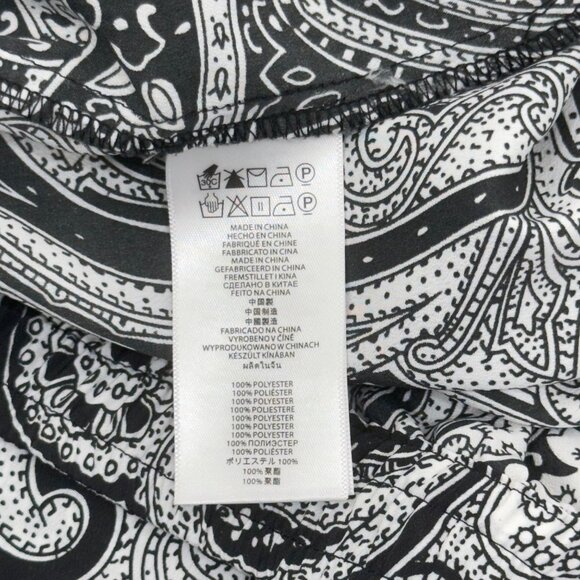 30C P
P
MADE IN CHINA
HECHO EN CHINA
FABRIQUÉ EN CHINE
FABBRICATO IN CINA
MADE IN CHINA
GEFABRICEERD IN CHINA
FREMSTILLET I KINA
СДЕЛАНО В КИТАЕ
FEITO NA CHINA
中国製
中国制造
中國製造
FABRICADO NA CHINA
VYROBENO V ČÍNĚ
WYPRODUKOWANO W CHINACH
KÉSZÜLT KÍNÁBAN
ผลิตในจีน
100% POLYESTER
100% POLIÉSTER
100% POLYESTER
100% POLIESTERE
100% POLYESTER
100% POLYESTER
100% POLYESTER
100% ПОЛИЭСТЕР
100% POLIÉSTER
ポリエステル 100%
100% 聚酯
100% 聚酯